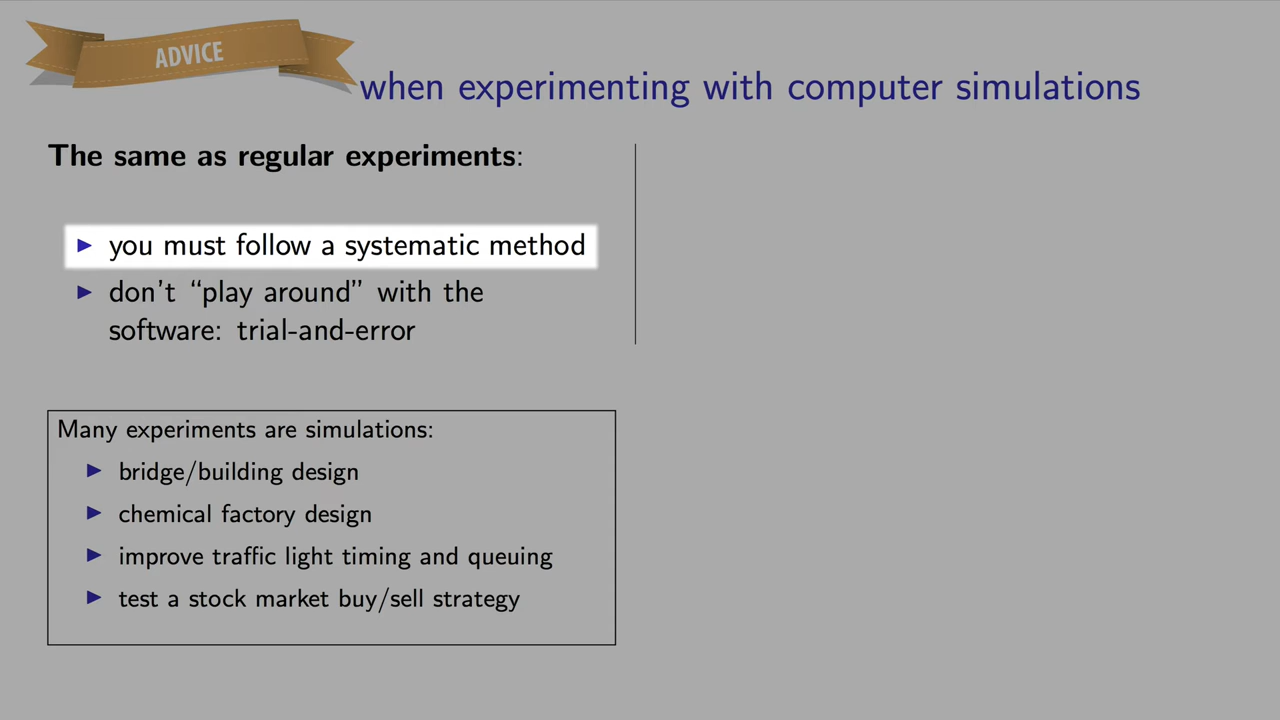 ADVICE
when experimenting with computer simulations
The same as regular experiments:
▶ you must follow a systematic method
▶ don't “play around” with the
software: trial-and-error
Many experiments are simulations:
▶ bridge/building design
▶ chemical factory design
▶ improve traffic light timing and queuing
▶ test a stock market buy/sell strategy